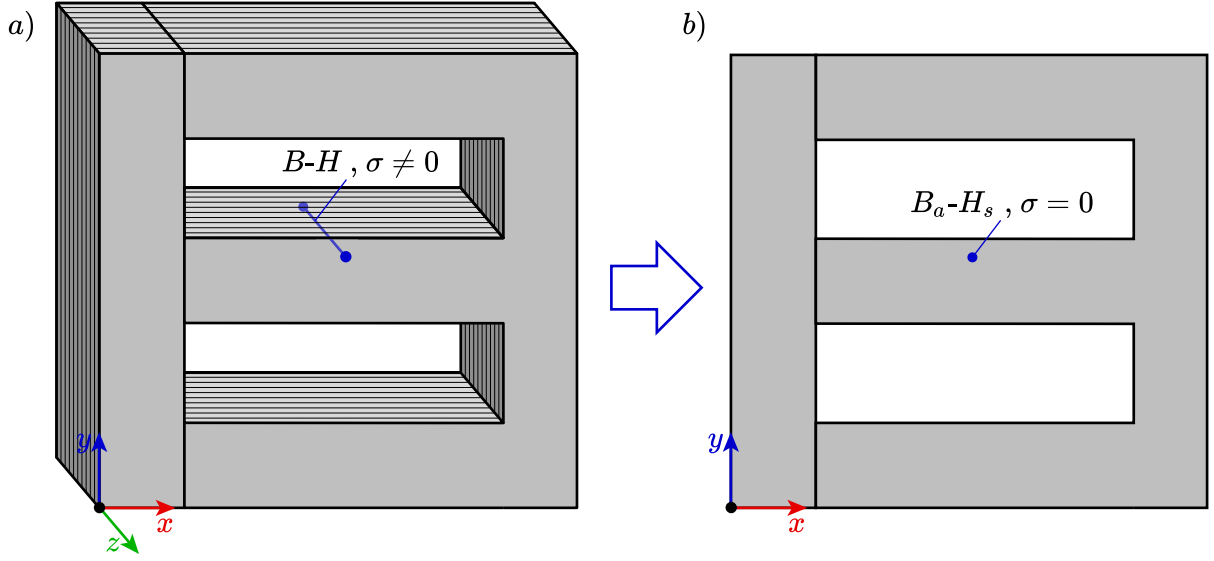 a)
B-H , σ ≠ 0
y
x
z
b)
Bₐ-Hₛ , σ = 0
y
x